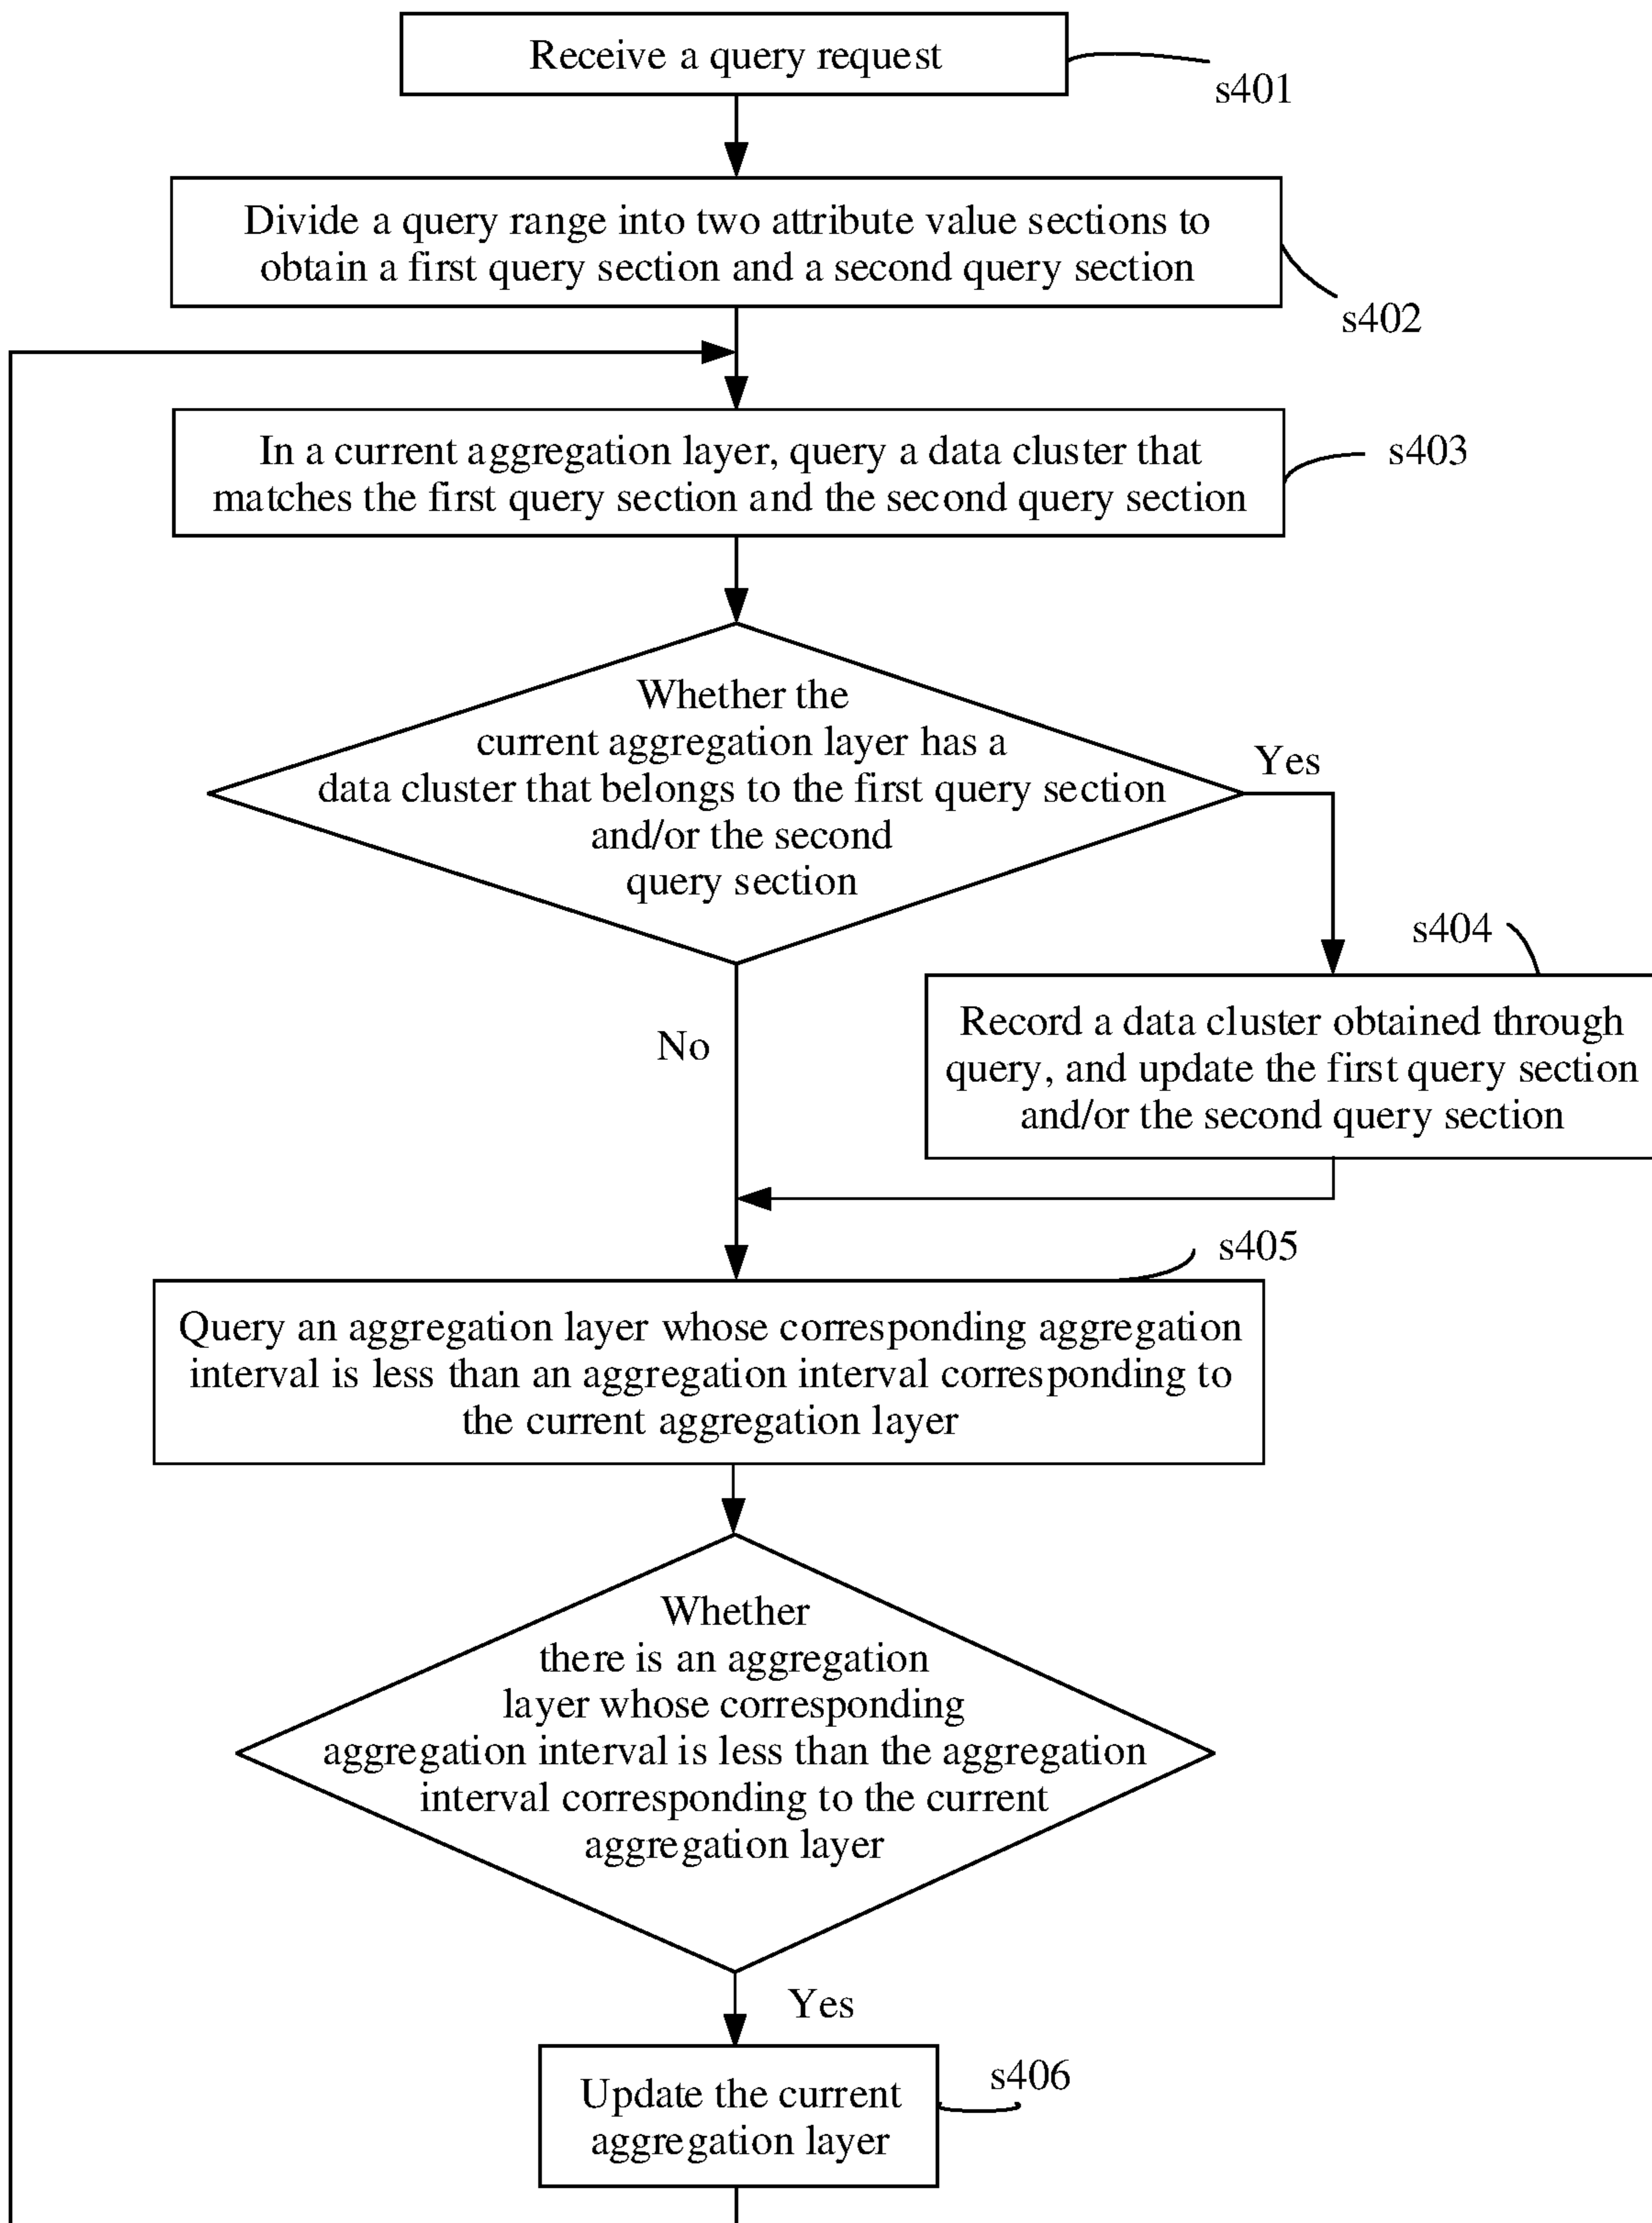 Receive a query request
s401
Divide a query range into two attribute value sections to
obtain a first query section and a second query section
s402
In a current aggregation layer, query a data cluster that
matches the first query section and the second query section
s403
Whether the
current aggregation layer has a
data cluster that belongs to the first query section
and/or the second
query section
Yes
No
s404
Record a data cluster obtained through
query, and update the first query section
and/or the second query section
s405
Query an aggregation layer whose corresponding aggregation
interval is less than an aggregation interval corresponding to
the current aggregation layer
Whether
there is an aggregation
layer whose corresponding
aggregation interval is less than the aggregation
interval corresponding to the current
aggregation layer
Yes
s406
Update the current
aggregation layer